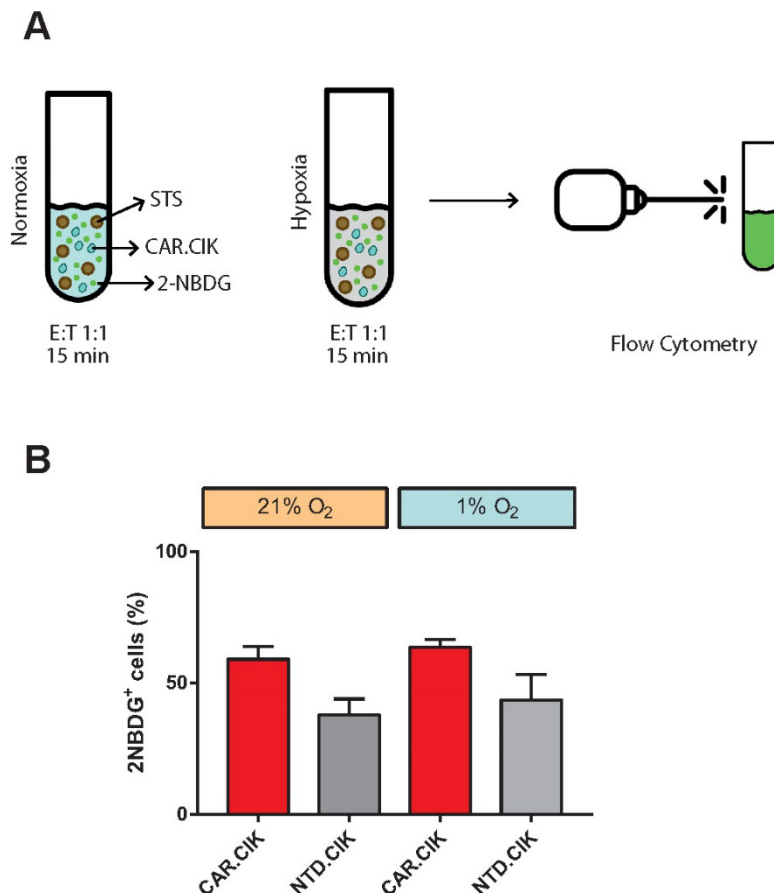 A
Normoxia
STS
CAR.CIK
2-NBDG
E:T 1:1
15 min
Hypoxia
E:T 1:1
15 min
Flow Cytometry
B
21% O₂
1% O₂
2NBDG⁺ cells (%)
100
50
0
CAR.CIK
NTD.CIK
CAR.CIK
NTD.CIK